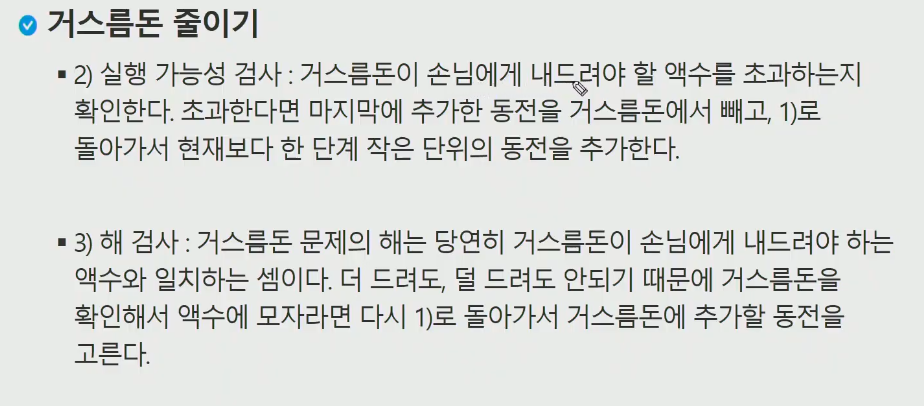 거스름돈 줄이기
▪ 2) 실행 가능성 검사 : 거스름돈이 손님에게 내드려야 할 액수를 초과하는지
확인한다. 초과한다면 마지막에 추가한 동전을 거스름돈에서 빼고, 1)로
돌아가서 현재보다 한 단계 작은 단위의 동전을 추가한다.
▪ 3) 해 검사 : 거스름돈 문제의 해는 당연히 거스름돈이 손님에게 내드려야 하는
액수와 일치하는 셈이다. 더 드려도, 덜 드려도 안되기 때문에 거스름돈을
확인해서 액수에 모자라면 다시 1)로 돌아가서 거스름돈에 추가할 동전을
고른다.